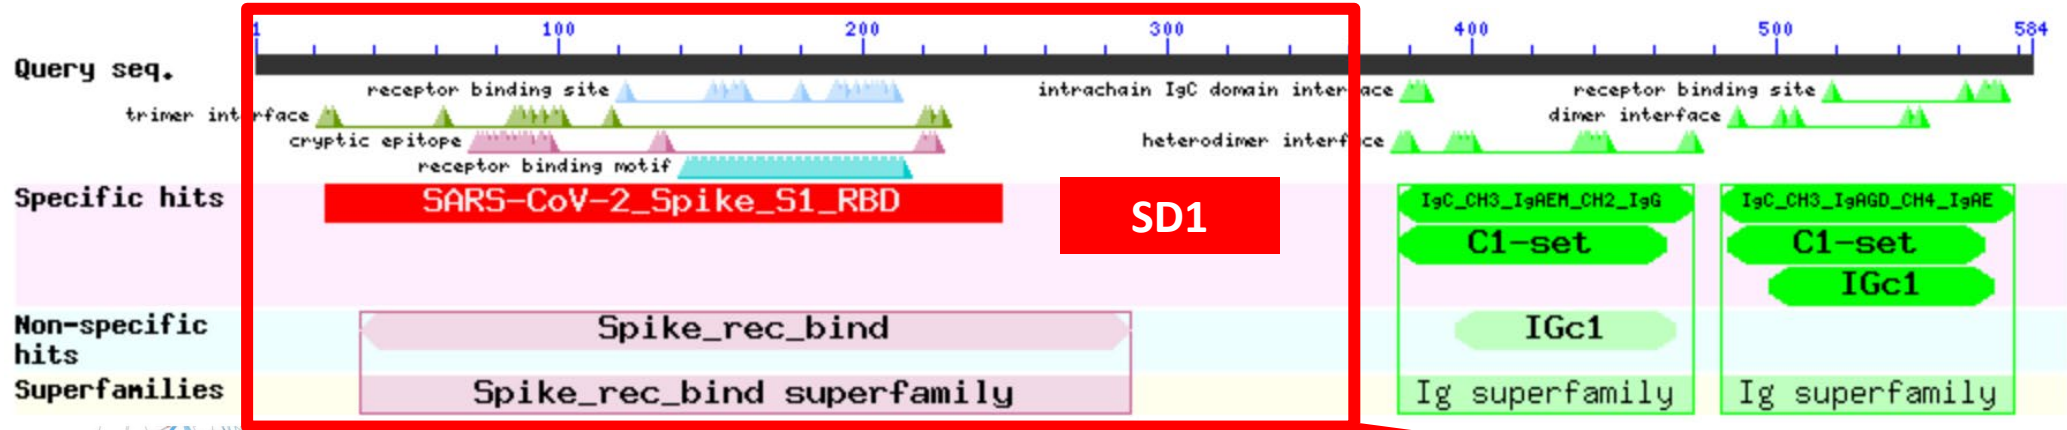 1 100 200 300 400 500 584
Query seq.
receptor binding site intrachain IgC domain interface receptor binding site
trimer interface dimer interface
cryptic epitope heterodimer interface
receptor binding motif
Specific hits SARS-CoV-2_Spike_S1_RBD SD1 IgC_CH3_IgAEM_CH2_IgG IgC_CH3_IgAGD_CH4_IgAE
C1-set C1-set
IGc1
Non-specific hits Spike_rec_bind IGc1
Superfamilies Spike_rec_bind superfamily Ig superfamily Ig superfamily